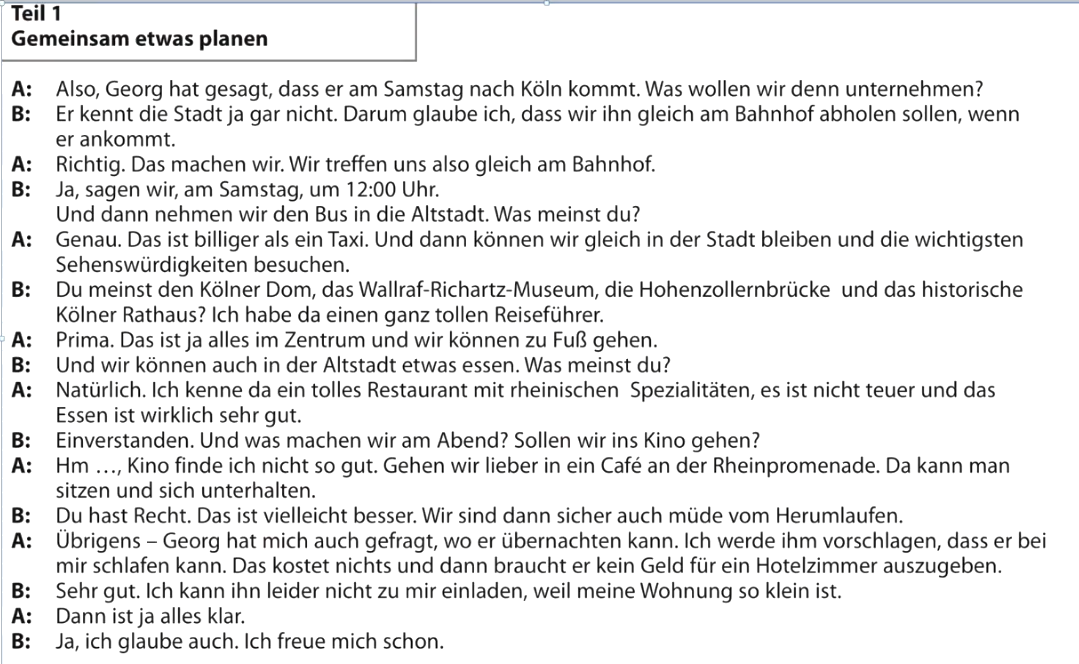 Teil 1
Gemeinsam etwas planen
A: Also, Georg hat gesagt, dass er am Samstag nach Köln kommt. Was wollen wir denn unternehmen?
B: Er kennt die Stadt ja gar nicht. Darum glaube ich, dass wir ihn gleich am Bahnhof abholen sollen, wenn
er ankommt.
A: Richtig. Das machen wir. Wir treffen uns also gleich am Bahnhof.
B: Ja, sagen wir, am Samstag, um 12:00 Uhr.
Und dann nehmen wir den Bus in die Altstadt. Was meinst du?
A: Genau. Das ist billiger als ein Taxi. Und dann können wir gleich in der Stadt bleiben und die wichtigsten
Sehenswürdigkeiten besuchen.
B: Du meinst den Kölner Dom, das Wallraf-Richartz-Museum, die Hohenzollernbrücke und das historische
Kölner Rathaus? Ich habe da einen ganz tollen Reiseführer.
A: Prima. Das ist ja alles im Zentrum und wir können zu Fuß gehen.
B: Und wir können auch in der Altstadt etwas essen. Was meinst du?
A: Natürlich. Ich kenne da ein tolles Restaurant mit rheinischen Spezialitäten, es ist nicht teuer und das
Essen ist wirklich sehr gut.
B: Einverstanden. Und was machen wir am Abend? Sollen wir ins Kino gehen?
A: Hm …, Kino finde ich nicht so gut. Gehen wir lieber in ein Café an der Rheinpromenade. Da kann man
sitzen und sich unterhalten.
B: Du hast Recht. Das ist vielleicht besser. Wir sind dann sicher auch müde vom Herumlaufen.
A: Übrigens – Georg hat mich auch gefragt, wo er übernachten kann. Ich werde ihm vorschlagen, dass er bei
mir schlafen kann. Das kostet nichts und dann braucht er kein Geld für ein Hotelzimmer auszugeben.
B: Sehr gut. Ich kann ihn leider nicht zu mir einladen, weil meine Wohnung so klein ist.
A: Dann ist ja alles klar.
B: Ja, ich glaube auch. Ich freue mich schon.